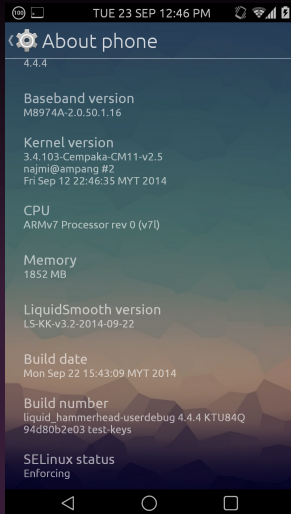 100
TUE 23 SEP 12:46 PM
About phone
4.4.4
Baseband version
M8974A-2.0.50.1.16
Kernel version
3.4.103-Cempaka-CM11-v2.5
najmi@ampang #2
Fri Sep 12 22:46:35 MYT 2014
CPU
ARMv7 Processor rev 0 (v7l)
Memory
1852 MB
LiquidSmooth version
LS-KK-v3.2-2014-09-22
Build date
Mon Sep 22 15:43:09 MYT 2014
Build number
liquid_hammerhead-userdebug 4.4.4 KTU84Q
94d80b2e03 test-keys
SELinux status
Enforcing